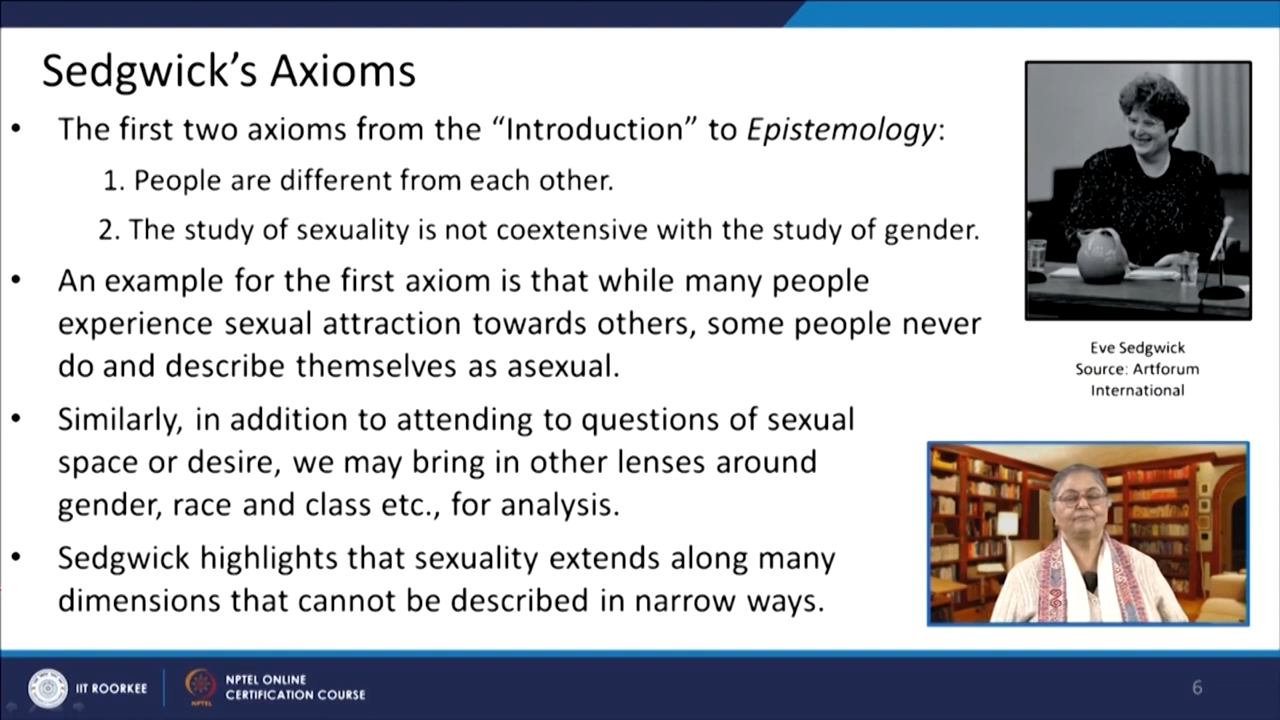 Sedgwick's Axioms
• The first two axioms from the “Introduction” to Epistemology:
1. People are different from each other.
2. The study of sexuality is not coextensive with the study of gender.
• An example for the first axiom is that while many people
experience sexual attraction towards others, some people never
do and describe themselves as asexual.
• Similarly, in addition to attending to questions of sexual
space or desire, we may bring in other lenses around
gender, race and class etc., for analysis.
• Sedgwick highlights that sexuality extends along many
dimensions that cannot be described in narrow ways.
Eve Sedgwick
Source: Artforum
International
IIT ROORKEE
NPTEL
NPTEL ONLINE
CERTIFICATION COURSE
6